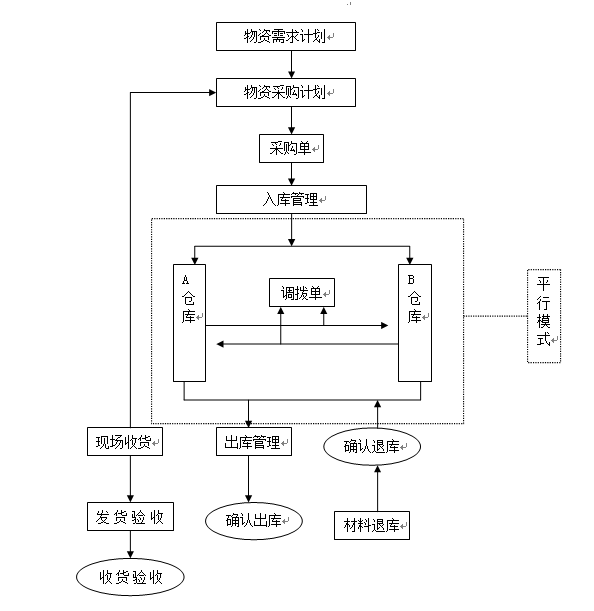 物资需求计划
物资采购计划
采购单
入库管理
A
仓
库
调拨单
B
仓
库
平
行
模
式
现场收货
出库管理
确认退库
发货验收
确认出库
材料退库
收货验收